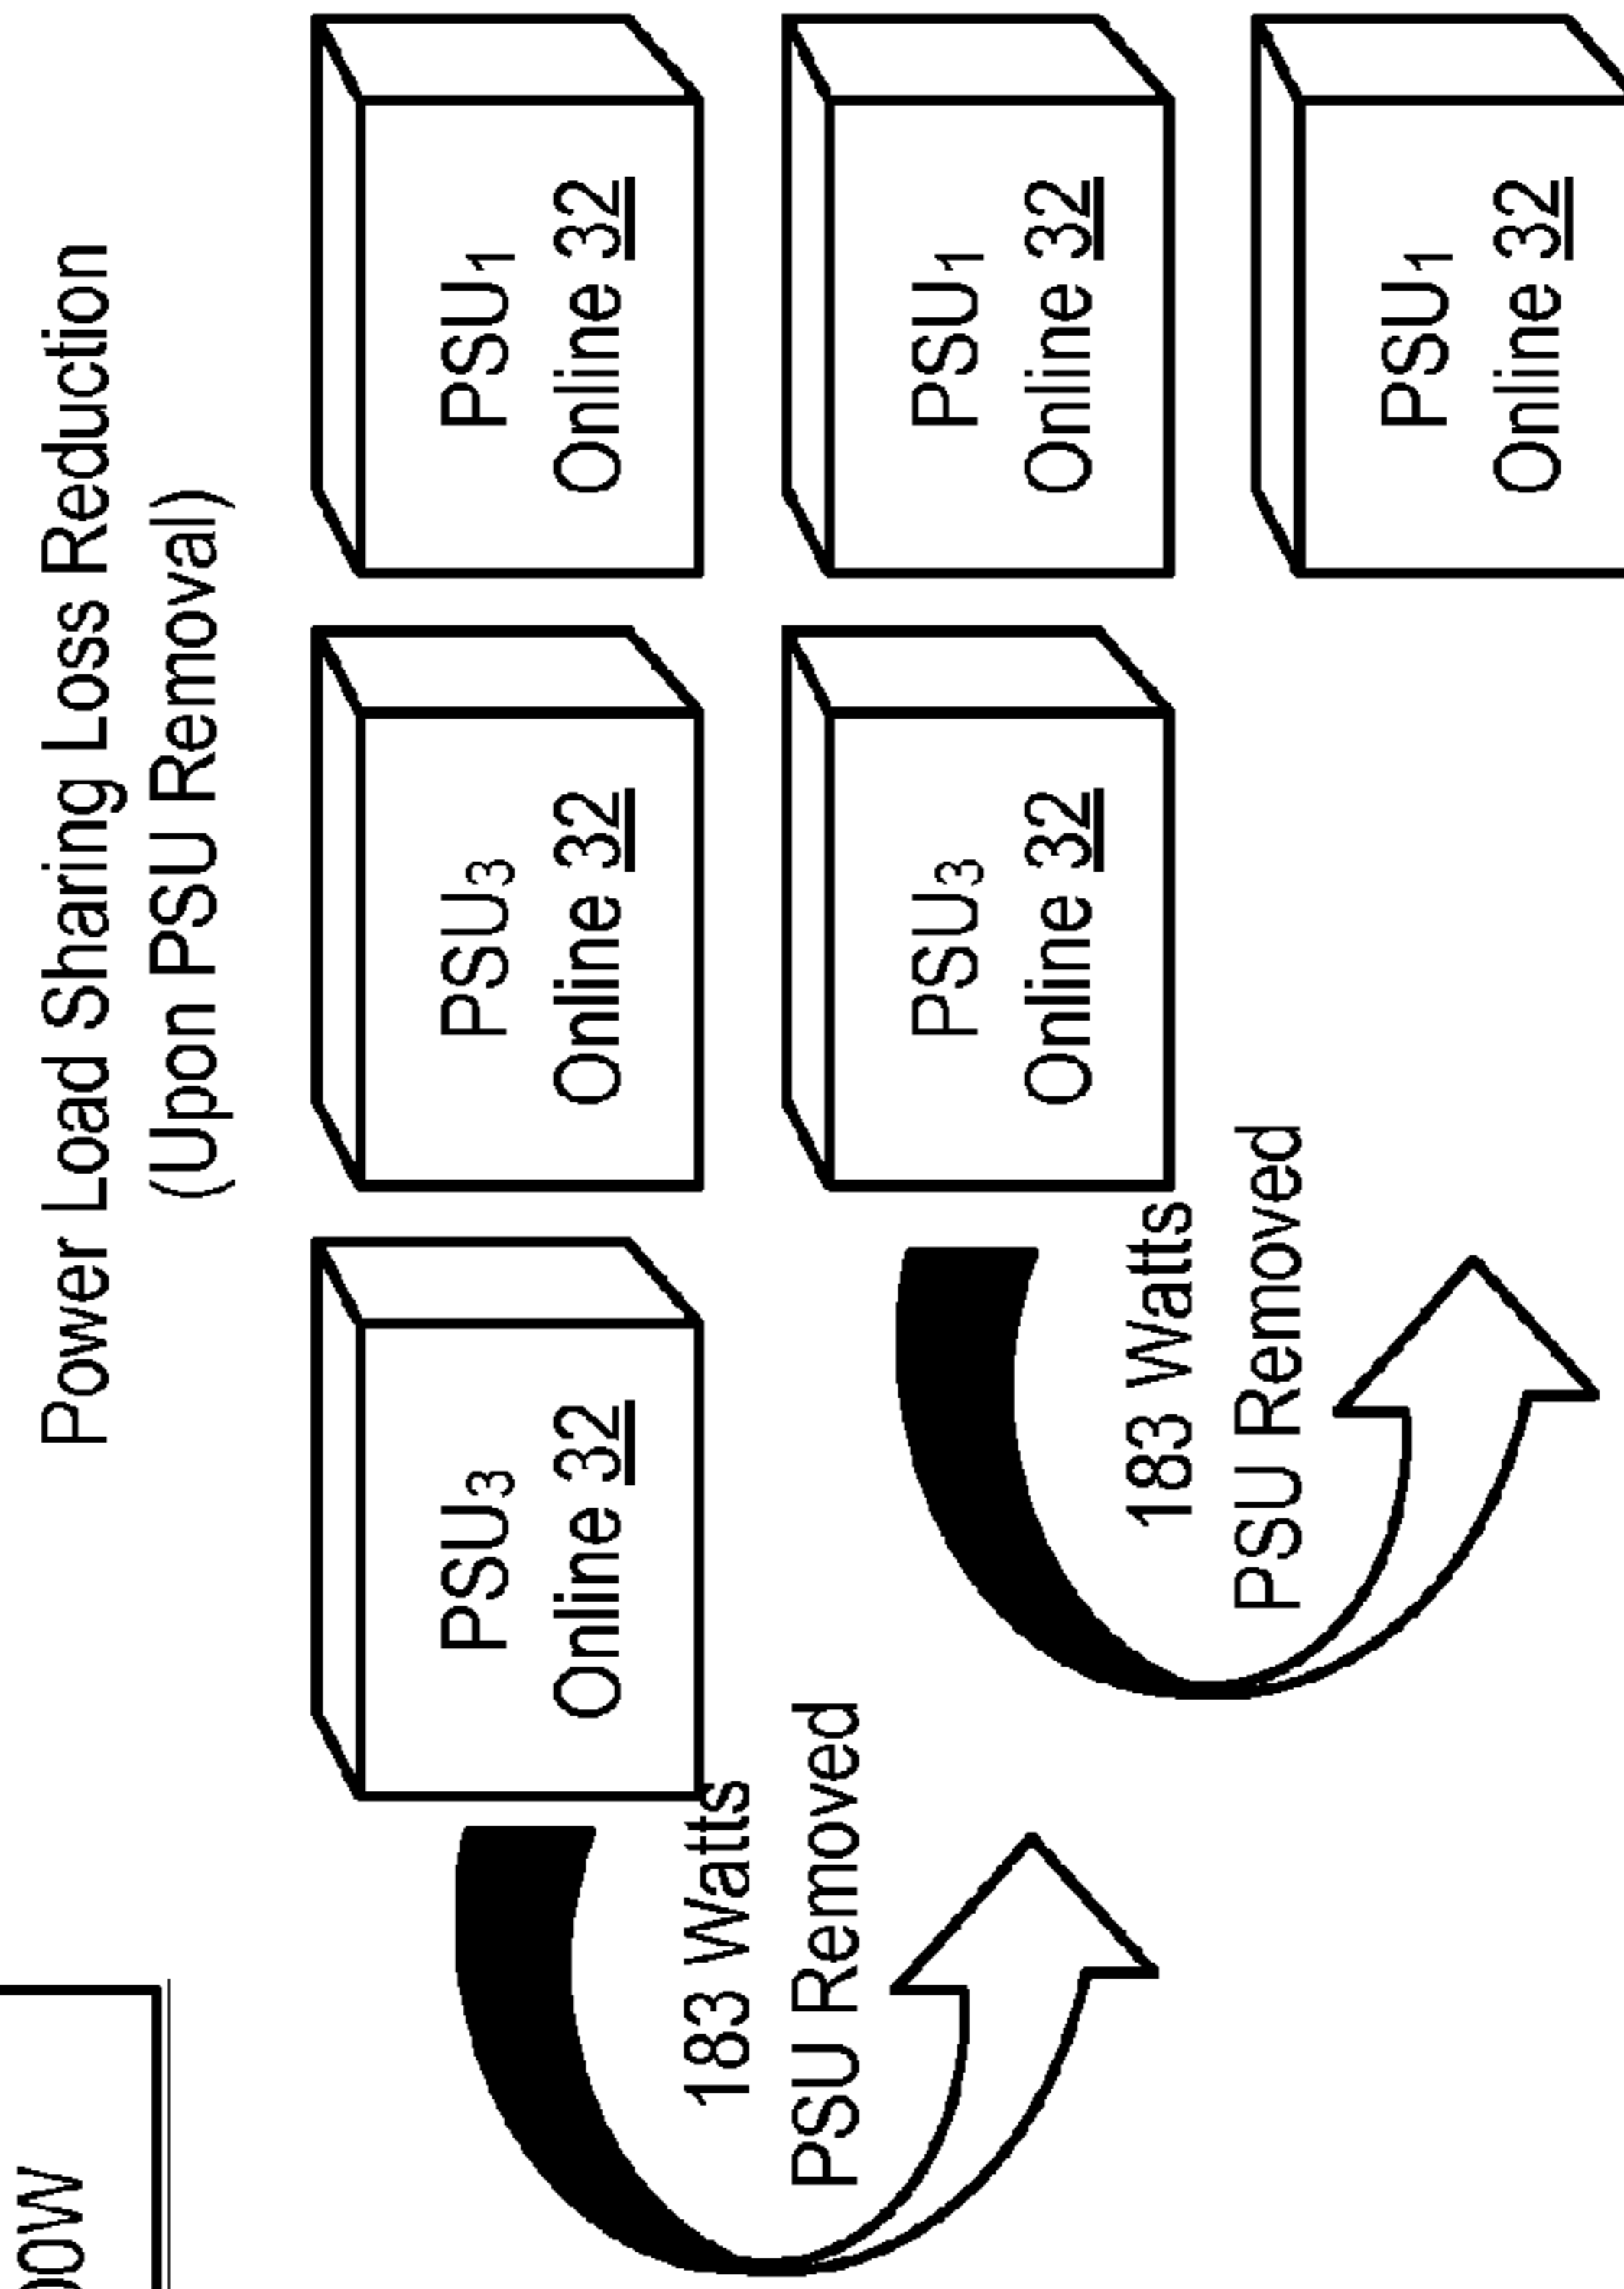 Power Load Sharing Loss Reduction
(Upon PSU Removal)
PSU₃
Online 32
PSU₃
Online 32
PSU₁
Online 32
183 Watts
PSU Removed
PSU₃
Online 32
PSU₁
Online 32
183 Watts
PSU Removed
PSU₁
Online 32